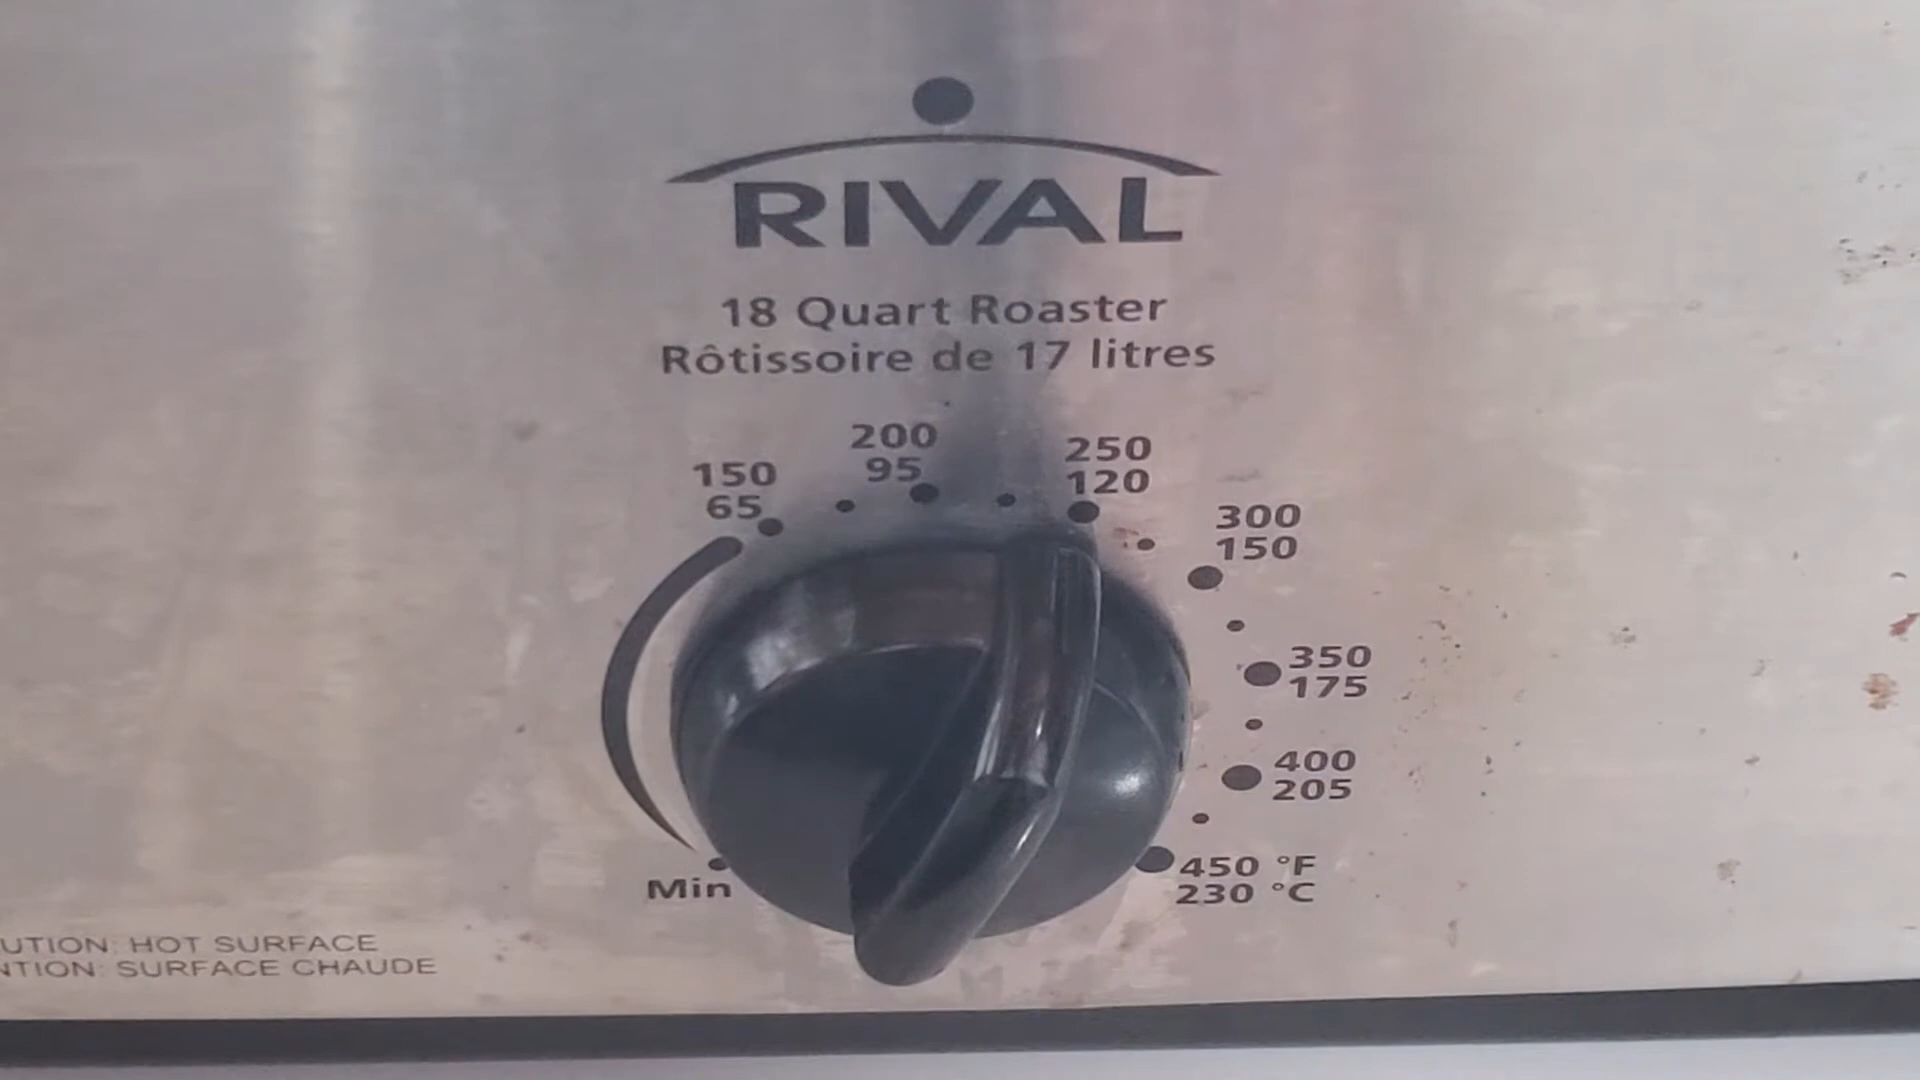 RIVAL
18 Quart Roaster
Rôtissoire de 17 litres
150
65
200
95
250
120
300
150
350
175
400
205
450 °F
230 °C
Min
UTION: HOT SURFACE
NTION: SURFACE CHAUDE